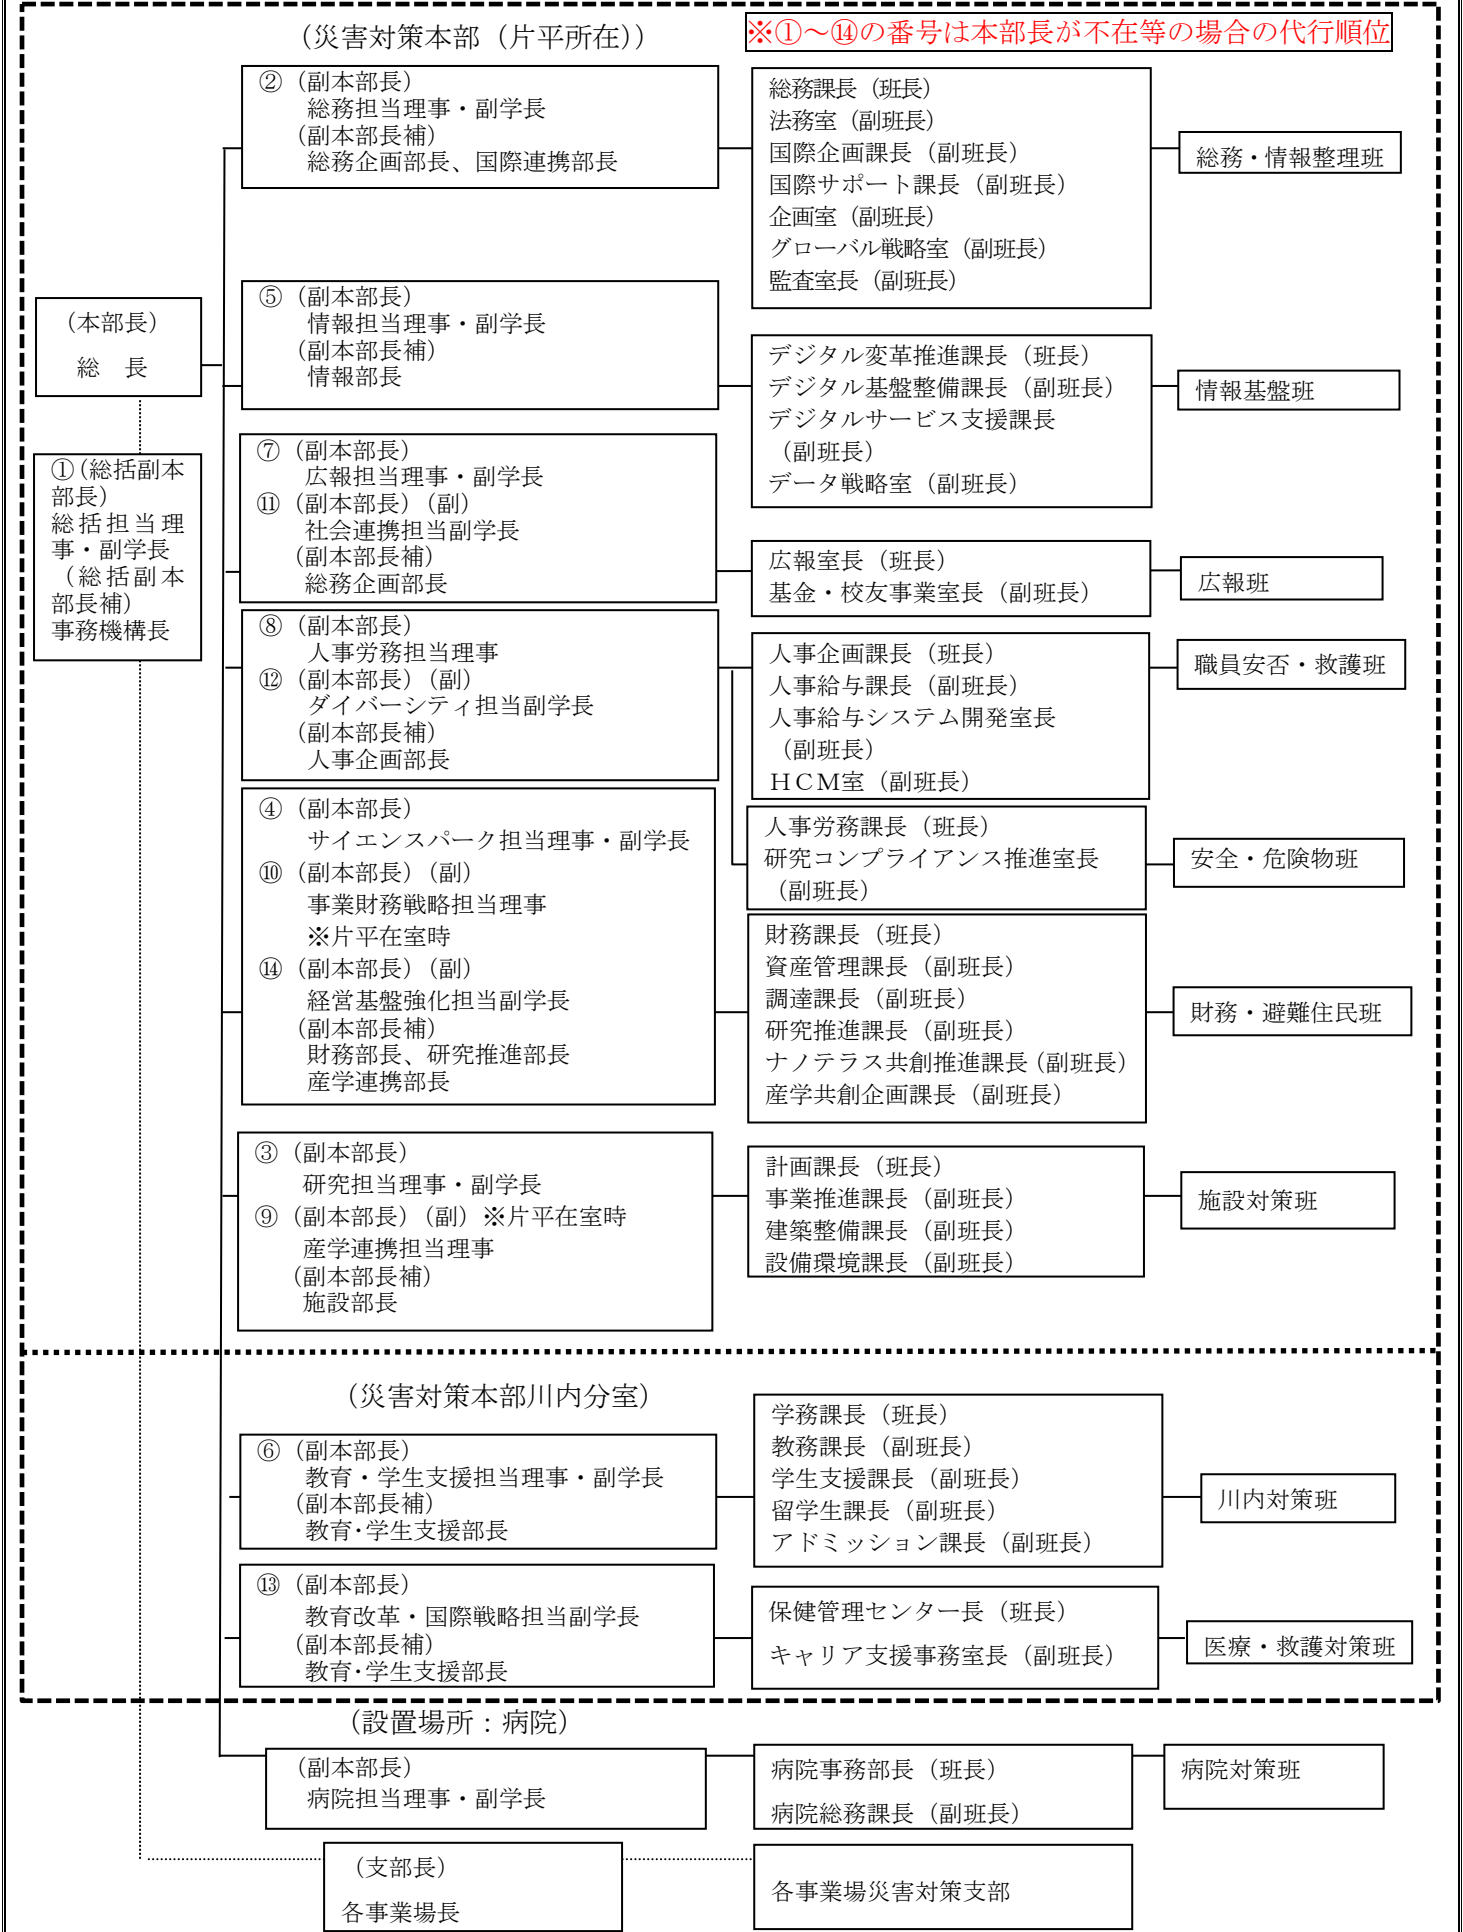 （災害対策本部（片平所在））
※①～⑭の番号は本部長が不在等の場合の代行順位
（本部長）
総　長
①（総括副本
部長）
総括担当理
事・副学長
（総括副本
部長補）
事務機構長
②（副本部長）
総務担当理事・副学長
（副本部長補）
総務企画部長、国際連携部長
総務課長（班長）
法務室（副班長）
国際企画課長（副班長）
国際サポート課長（副班長）
企画室（副班長）
グローバル戦略室（副班長）
監査室長（副班長）
総務・情報整理班
⑤（副本部長）
情報担当理事・副学長
（副本部長補）
情報部長
デジタル変革推進課長（班長）
デジタル基盤整備課長（副班長）
デジタルサービス支援課長
（副班長）
データ戦略室（副班長）
情報基盤班
⑦（副本部長）
広報担当理事・副学長
⑪（副本部長）（副）
社会連携担当副学長
（副本部長補）
総務企画部長
広報室長（班長）
基金・校友事業室長（副班長）
広報班
⑧（副本部長）
人事労務担当理事
⑫（副本部長）（副）
ダイバーシティ担当副学長
（副本部長補）
人事企画部長
人事企画課長（班長）
人事給与課長（副班長）
人事給与システム開発室長
（副班長）
ＨＣＭ室（副班長）
職員安否・救護班
人事労務課長（班長）
研究コンプライアンス推進室長
（副班長）
安全・危険物班
④（副本部長）
サイエンスパーク担当理事・副学長
⑩（副本部長）（副）
事業財務戦略担当理事
※片平在室時
⑭（副本部長）（副）
経営基盤強化担当副学長
（副本部長補）
財務部長、研究推進部長
産学連携部長
財務課長（班長）
資産管理課長（副班長）
調達課長（副班長）
研究推進課長（副班長）
ナノテラス共創推進課長（副班長）
産学共創企画課長（副班長）
財務・避難住民班
③（副本部長）
研究担当理事・副学長
⑨（副本部長）（副）※片平在室時
産学連携担当理事
（副本部長補）
施設部長
計画課長（班長）
事業推進課長（副班長）
建築整備課長（副班長）
設備環境課長（副班長）
施設対策班
（災害対策本部川内分室）
⑥（副本部長）
教育・学生支援担当理事・副学長
（副本部長補）
教育・学生支援部長
学務課長（班長）
教務課長（副班長）
学生支援課長（副班長）
留学生課長（副班長）
アドミッション課長（副班長）
川内対策班
⑬（副本部長）
教育改革・国際戦略担当副学長
（副本部長補）
教育・学生支援部長
保健管理センター長（班長）
キャリア支援事務室長（副班長）
医療・救護対策班
（設置場所：病院）
（副本部長）
病院担当理事・副学長
病院事務部長（班長）
病院総務課長（副班長）
病院対策班
（支部長）
各事業場長
各事業場災害対策支部